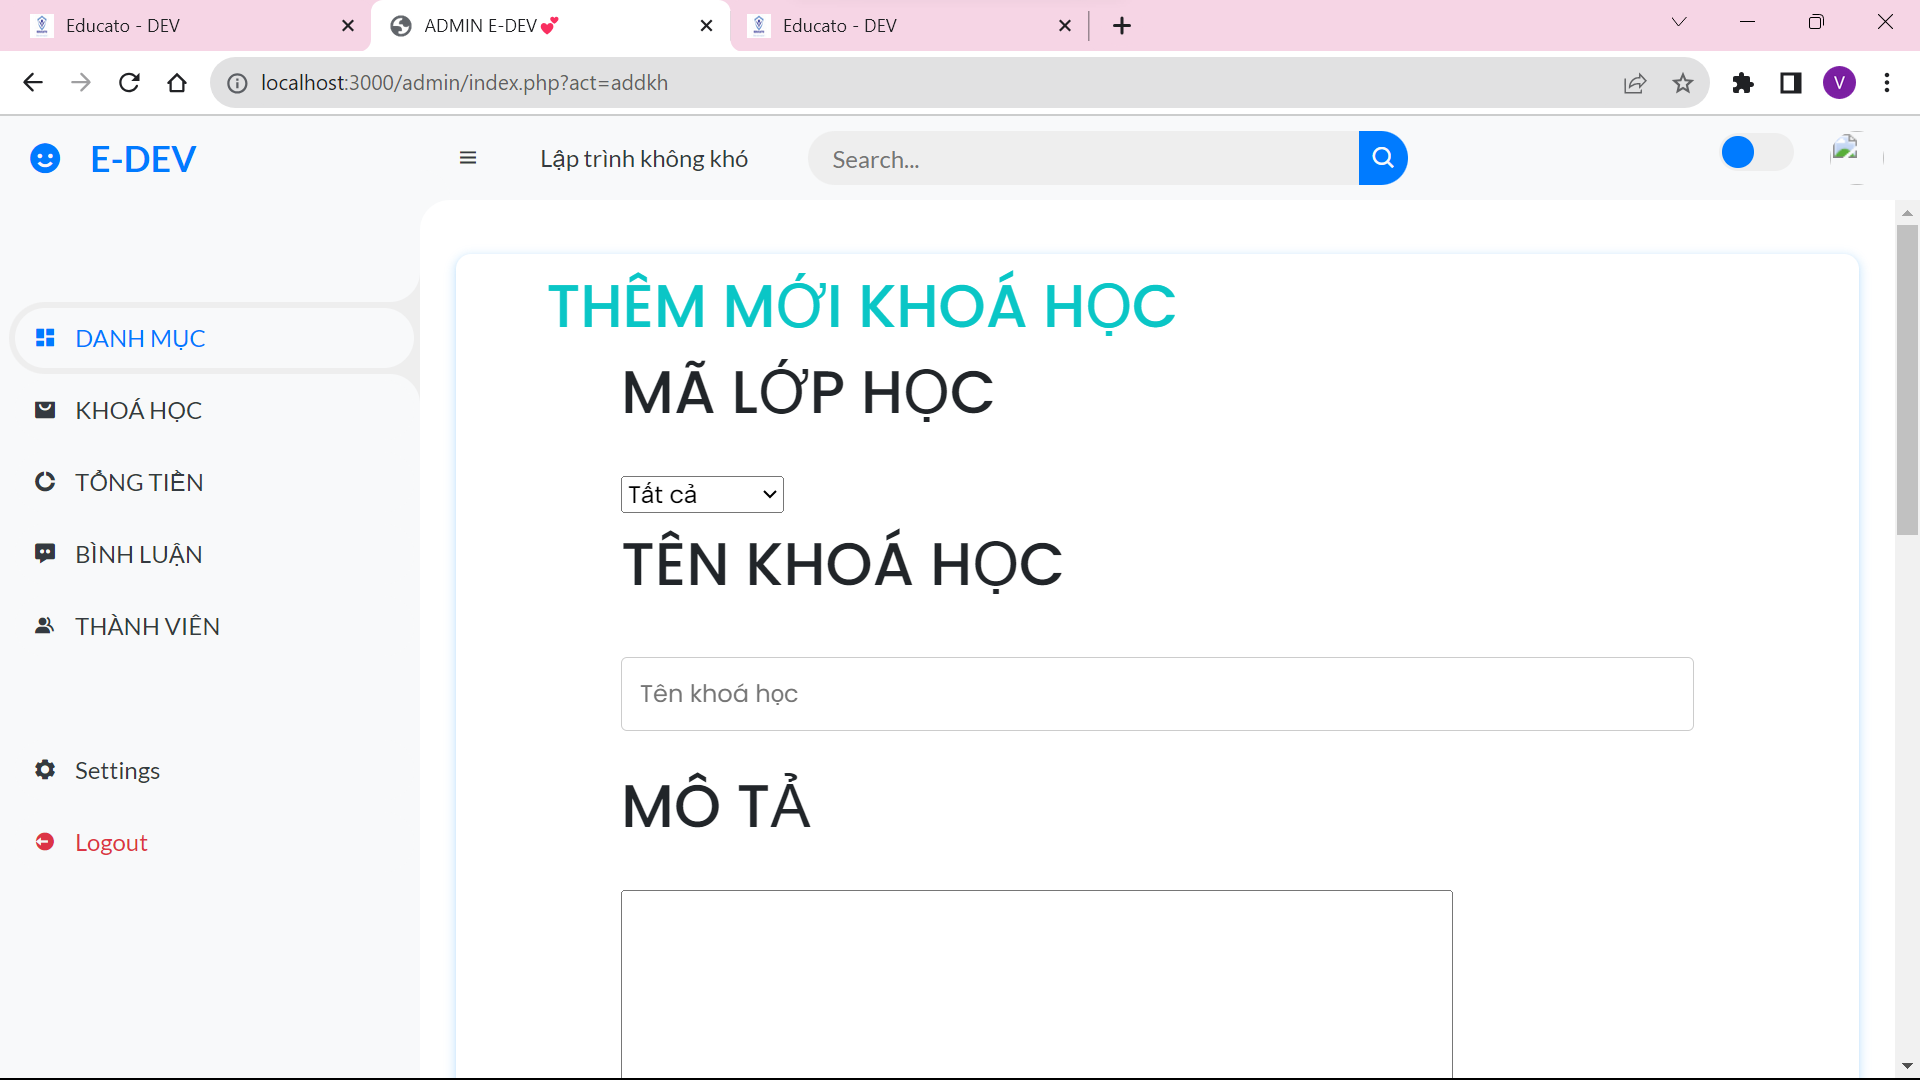 Educato - DEV
ADMIN E-DEV💕
Educato - DEV
localhost:3000/admin/index.php?act=addkh
V
E-DEV
Lập trình không khó
Search...
DANH MỤC
KHOÁ HỌC
TỔNG TIỀN
BÌNH LUẬN
THÀNH VIÊN
Settings
Logout
THÊM MỚI KHOÁ HỌC
MÃ LỚP HỌC
Tất cả
TÊN KHOÁ HỌC
Tên khoá học
MÔ TẢ